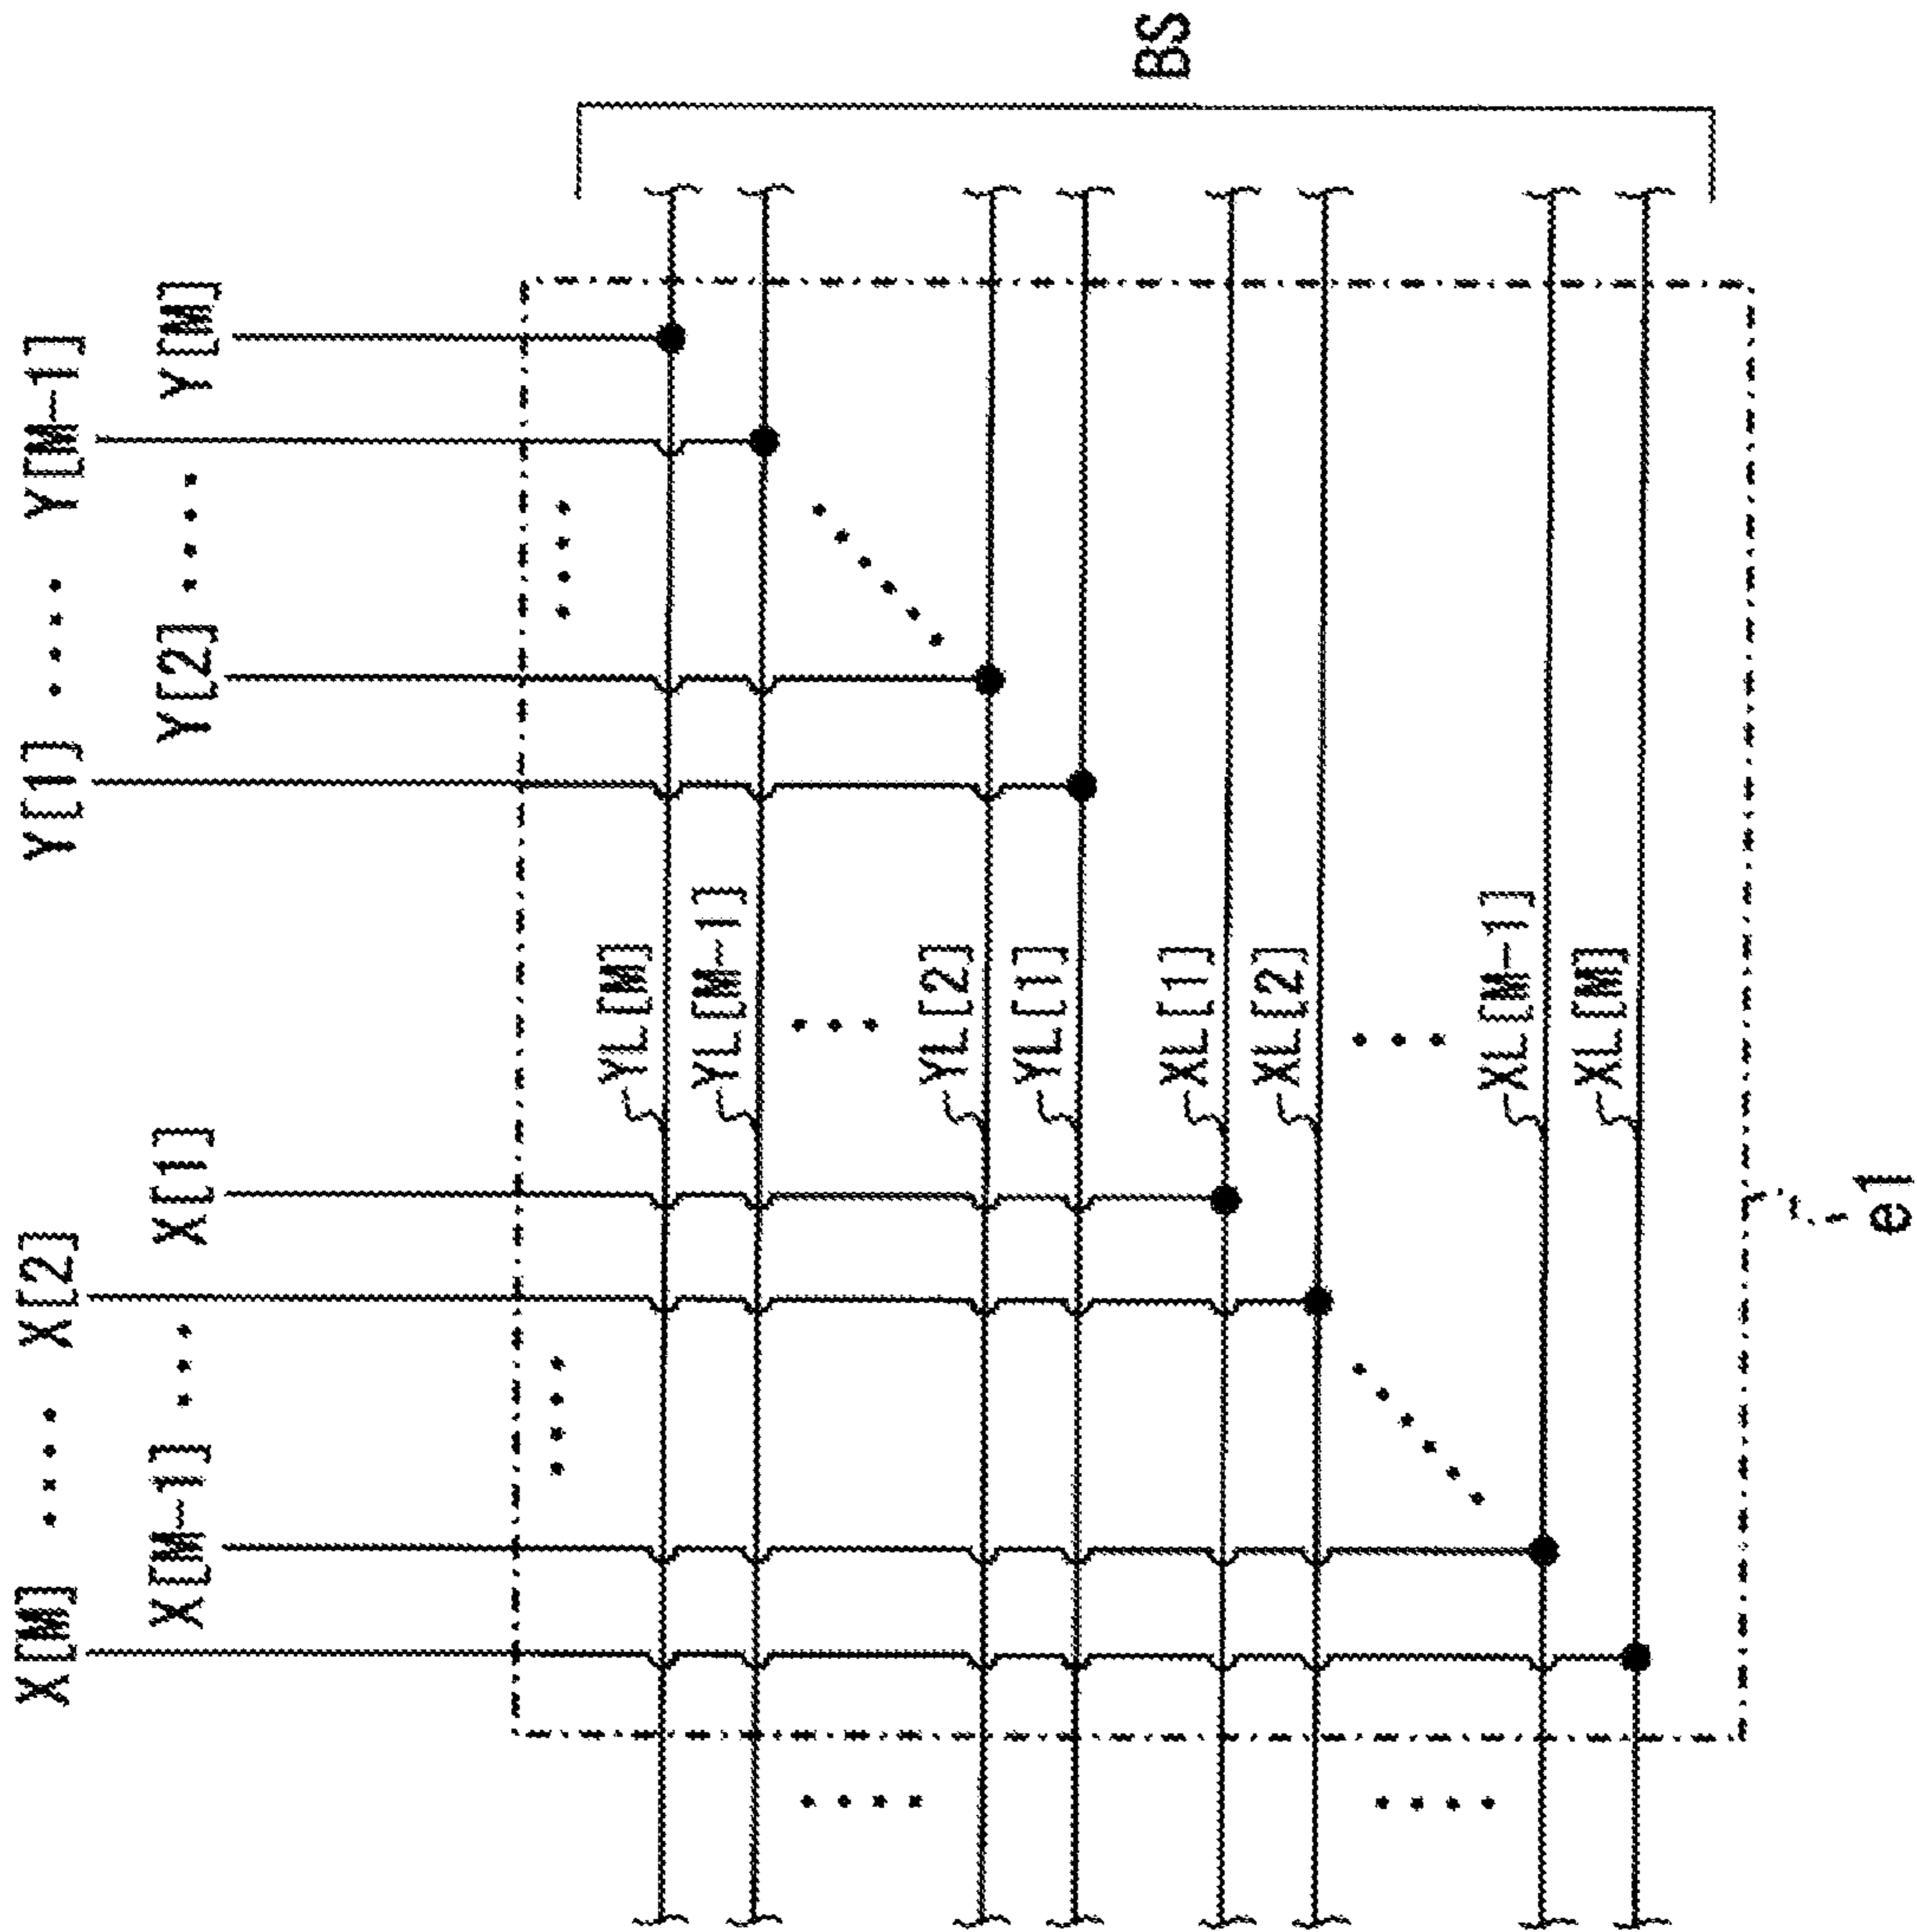 X[M] ・・・・ X[2]
X[M-1] ・・・ X[1]
Y[1] ・・・・ Y[M-1]
Y[2] ・・・・ Y[M]
YL[M]
YL[M-1]
YL[2]
YL[1]
XL[1]
XL[2]
XL[M-1]
XL[M]
BS
e1